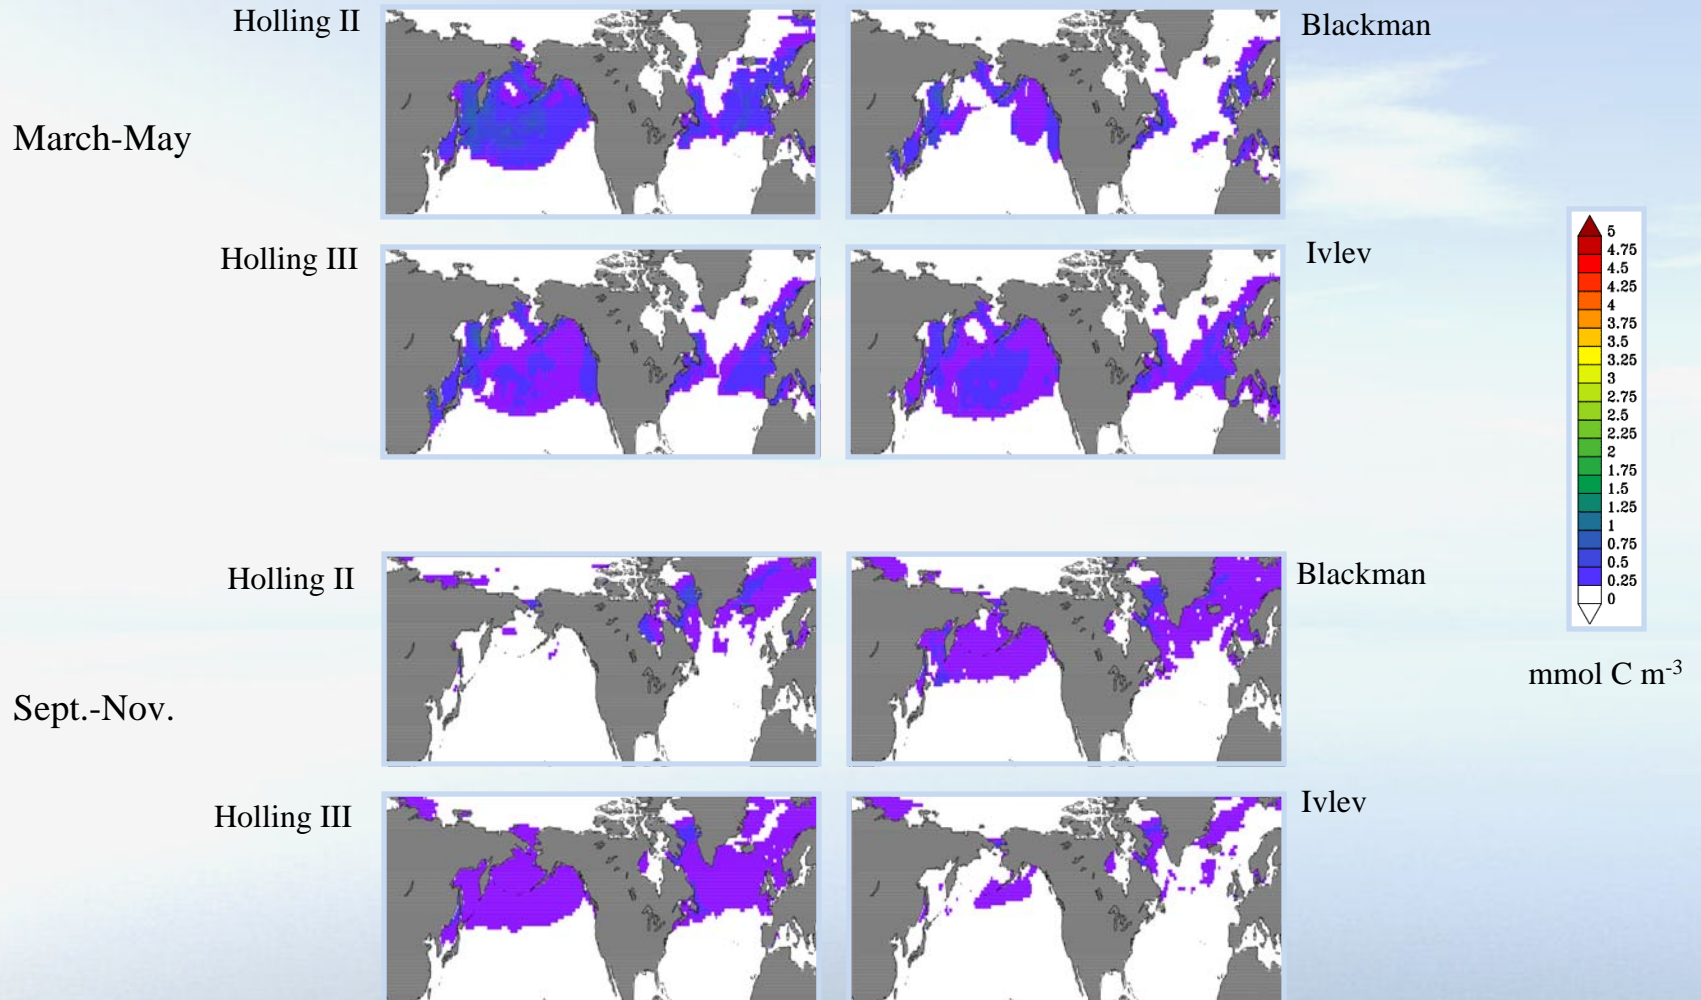 Holling II
Blackman
March-May
Holling III
Ivlev
5
4.75
4.5
4.25
4
3.75
3.5
3.25
3
2.75
2.5
2.25
2
1.75
1.5
1.25
1
0.75
0.5
0.25
0
mmol C m-3
Holling II
Blackman
Sept.-Nov.
Holling III
Ivlev